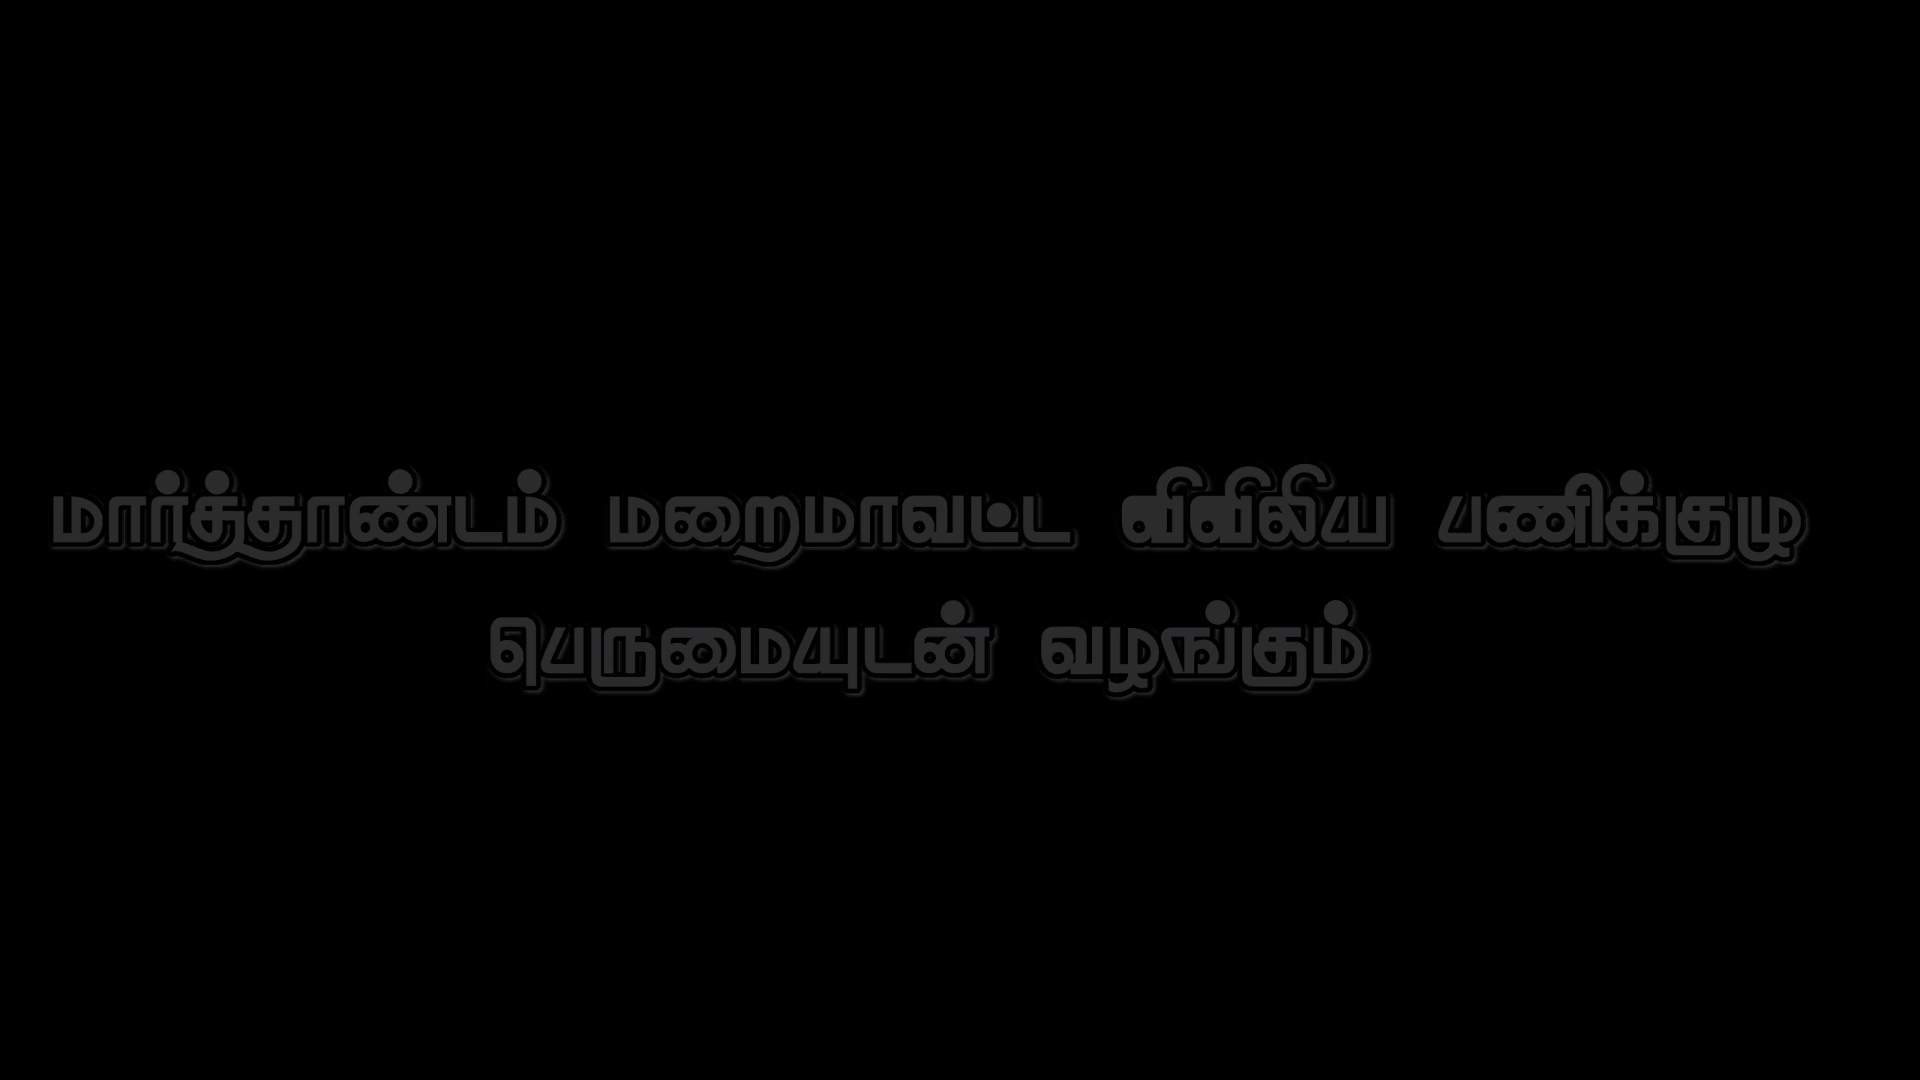 மார்த்தாண்டம் மறைமாவட்ட விவிலிய பணிக்குழு
பெருமையுடன் வழங்கும்